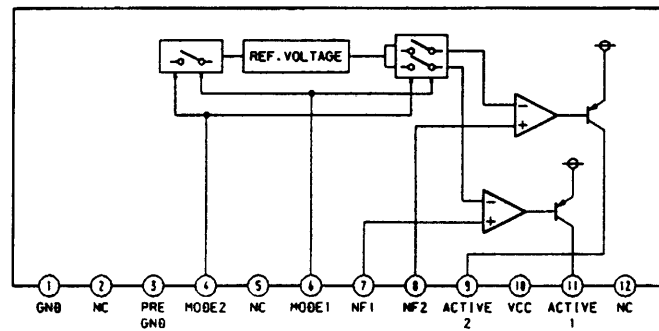 REF.VOLTAGE
− −
+ +
1 2 3 4 5 6 7 8 9 10 11 12
GND NC PRE GND MODE2 NC MODE1 NF1 NF2 ACTIVE 2 VCC ACTIVE 1 NC